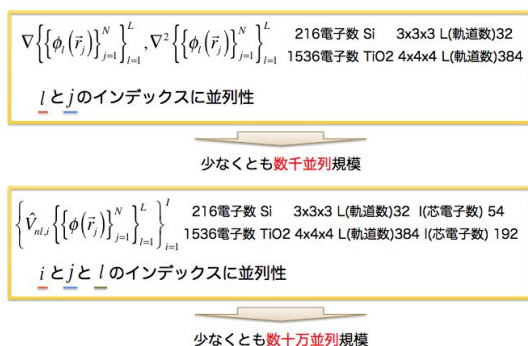 ∇{{φ_l(r⃗_j)}_{j=1}^N}_{l=1}^L, ∇²{{φ_l(r⃗_j)}_{j=1}^N}_{l=1}^L
216電子数 Si 3x3x3 L(軌道数)32
1536電子数 TiO2 4x4x4 L(軌道数)384
lとjのインデックスに並列性
少なくとも数千並列規模
{V̂_{nl,i}{{φ(r⃗_j)}_{j=1}^N}_{l=1}^L}_{i=1}^I
216電子数 Si 3x3x3 L(軌道数)32 I(芯電子数) 54
1536電子数 TiO2 4x4x4 L(軌道数)384 I(芯電子数) 192
iとjとlのインデックスに並列性
少なくとも数十万並列規模